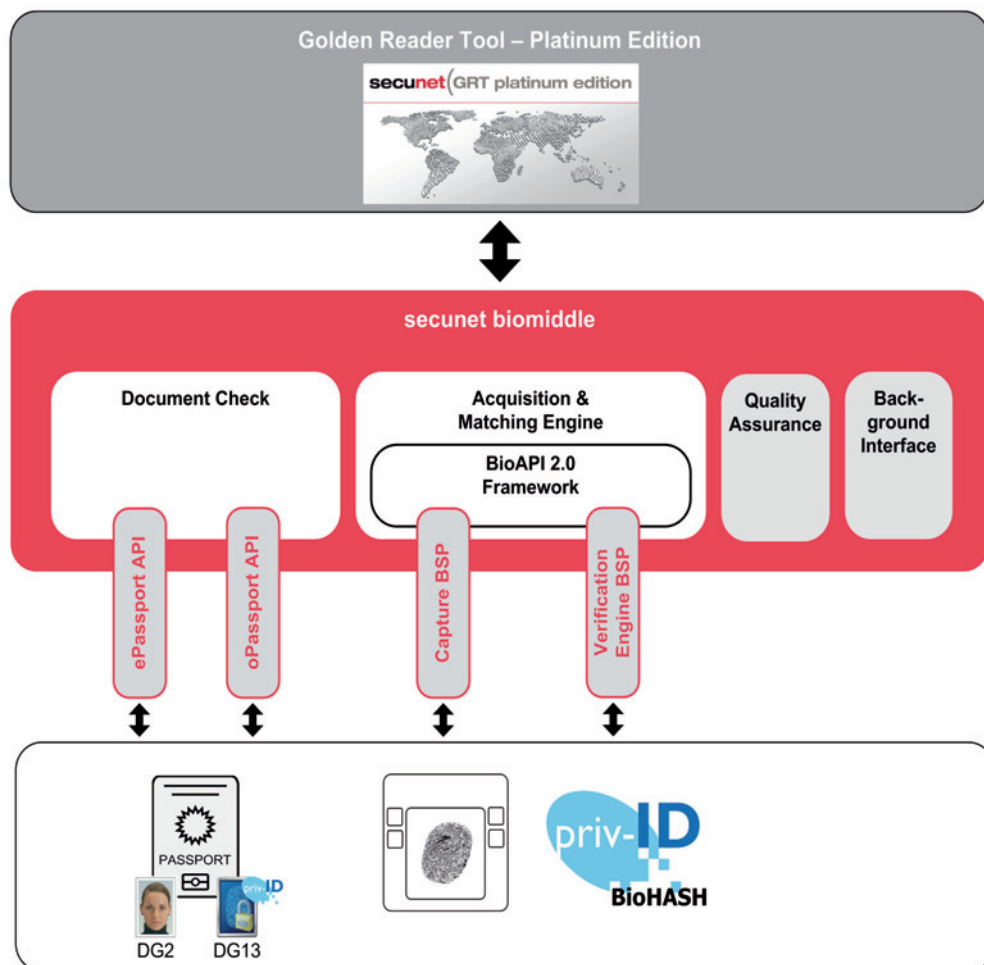 Golden Reader Tool – Platinum Edition
secunet(GRT platinum edition
secunet biomiddle
Document Check
Acquisition &
Matching Engine
BioAPI 2.0
Framework
Quality
Assurance
Back-
ground
Interface
ePassport API
oPassport API
Capture BSP
Verification
Engine BSP
PASSPORT
priv-ID
DG2
DG13
priv-ID
BioHASH